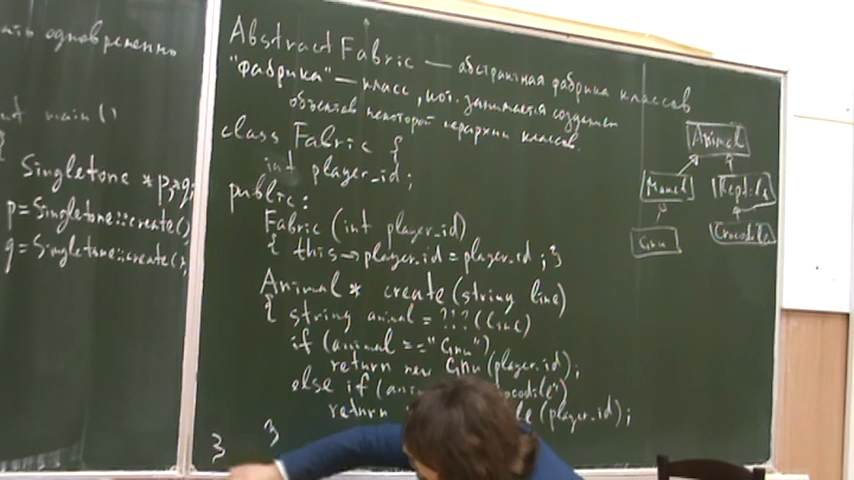 ать одновременно
int main ()
{
Singletone *p,*q;
p=Singletone::create();
q=Singletone::create();
Abstract Fabric — абстрактная фабрика классов
"Фабрика" — класс, кот. занимается созданием
объектов некоторой иерархии классов.
class Fabric {
int player_id;
public:
Fabric (int player_id)
{ this->player_id = player_id ; }
Animal * create (string line)
{ string animal = ??? (line)
if (animal == "Gnu")
return new Gnu (player_id);
else if (ani rocodile")
return le (player_id);
}
}
Animal
Mamal
Reptile
Gnu
Crocodile